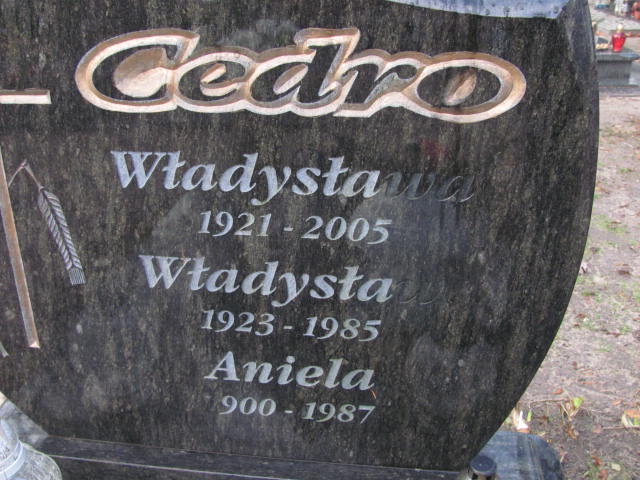 Cedro
Władysława
1921 - 2005
Władysław
1923 - 1985
Aniela
900 - 1987